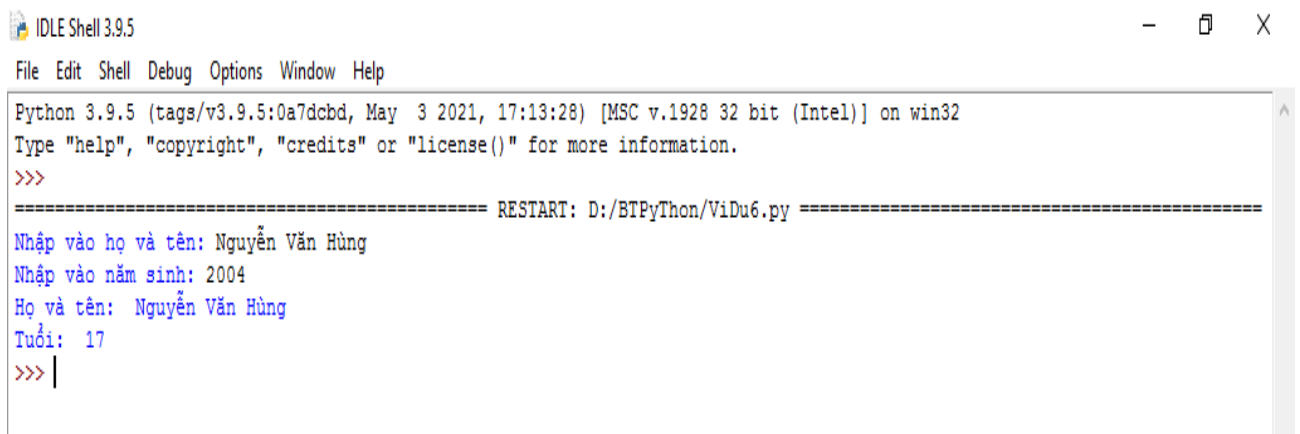 IDLE Shell 3.9.5
File Edit Shell Debug Options Window Help
Python 3.9.5 (tags/v3.9.5:0a7dcbd, May  3 2021, 17:13:28) [MSC v.1928 32 bit (Intel)] on win32
Type "help", "copyright", "credits" or "license()" for more information.
>>>
=============================================== RESTART: D:/BTPyThon/ViDu6.py ==============================================
Nhập vào họ và tên: Nguyễn Văn Hùng
Nhập vào năm sinh: 2004
Họ và tên:  Nguyễn Văn Hùng
Tuổi:  17
>>>